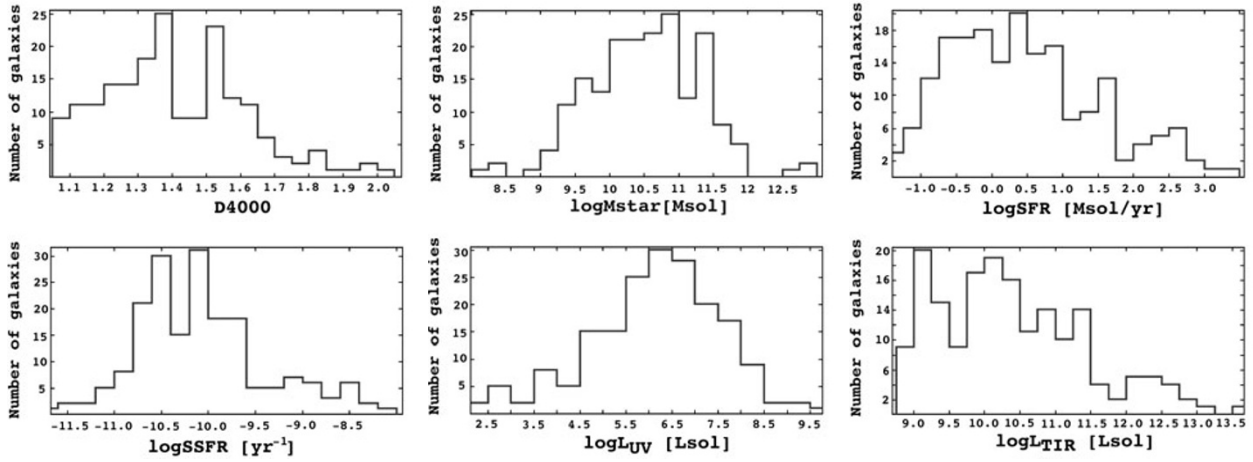 25
20
15
10
5
Number of galaxies
1.1 1.2 1.3 1.4 1.5 1.6 1.7 1.8 1.9 2.0
D4000
25
20
15
10
5
Number of galaxies
8.5 9 9.5 10 10.5 11 11.5 12 12.5
logMstar[Msol]
18
14
10
6
2
Number of galaxies
-1.0 -0.5 0.0 0.5 1.0 1.5 2.0 2.5 3.0
logSFR [Msol/yr]
30
25
20
15
10
5
Number of galaxies
-11.5 -11.0 -10.5 -10.0 -9.5 -9.0 -8.5
logSSFR [yr⁻¹]
30
25
20
15
10
5
Number of galaxies
2.5 3.5 4.5 5.5 6.5 7.5 8.5 9.5
logLUV [Lsol]
20
18
14
10
6
2
Number of galaxies
9.0 9.5 10.0 10.5 11.0 11.5 12.0 12.5 13.0 13.5
logLTIR [Lsol]